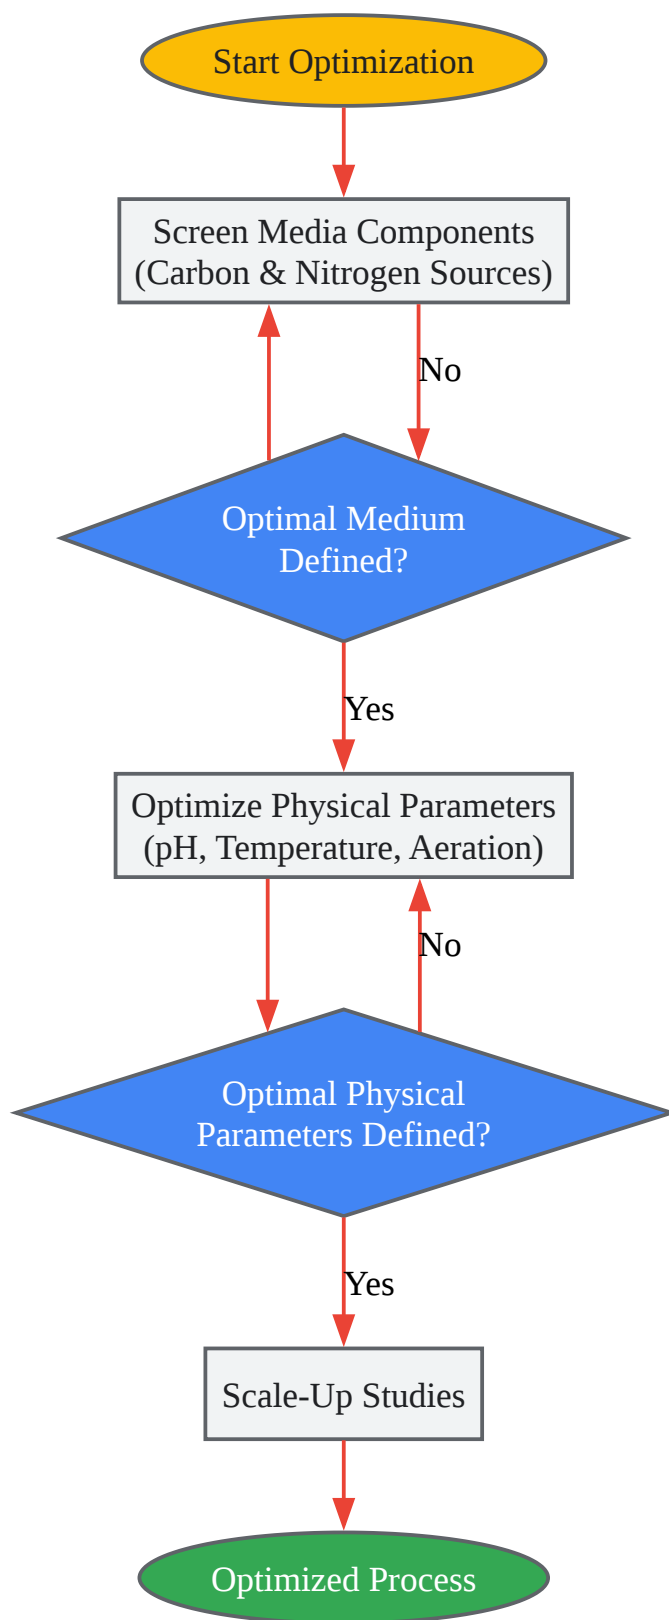 Start Optimization
Screen Media Components
(Carbon & Nitrogen Sources)
No
Optimal Medium
Defined?
Yes
Optimize Physical Parameters
(pH, Temperature, Aeration)
No
Optimal Physical
Parameters Defined?
Yes
Scale-Up Studies
Optimized Process